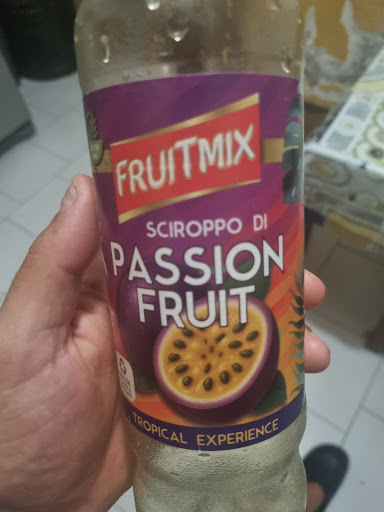 FRUITMIX
SCIROPPO DI
PASSION
FRUIT
TROPICAL EXPERIENCE